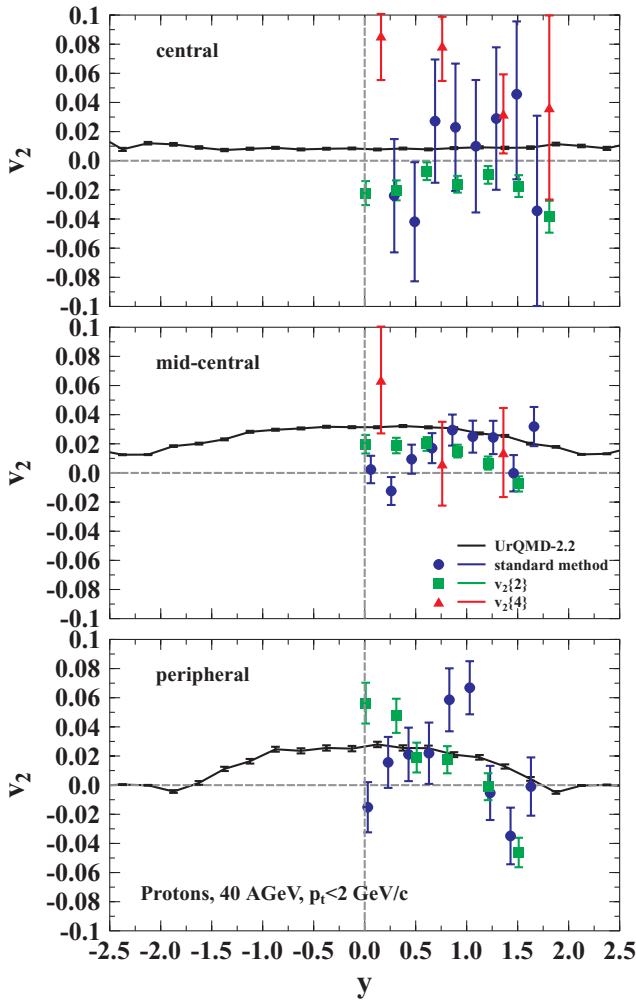 0.1
0.08
0.06
0.04
0.02
0.0
-0.02
-0.04
-0.06
-0.08
-0.1
v2
central
0.1
0.08
0.06
0.04
0.02
0.0
-0.02
-0.04
-0.06
-0.08
-0.1
v2
mid-central
UrQMD-2.2
standard method
v2{2}
v2{4}
0.1
0.08
0.06
0.04
0.02
0.0
-0.02
-0.04
-0.06
-0.08
-0.1
v2
peripheral
Protons, 40 AGeV, pt<2 GeV/c
-2.5 -2.0 -1.5 -1.0 -0.5 0.0 0.5 1.0 1.5 2.0 2.5
y